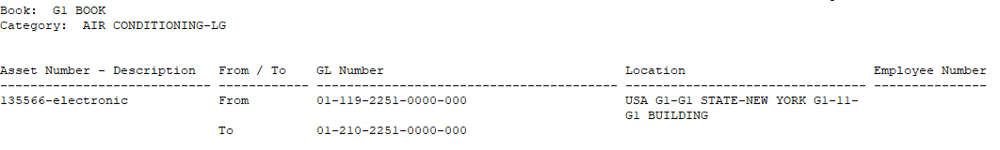 Book:  G1 BOOK
Category:  AIR CONDITIONING-LG
Asset Number - Description   From / To    GL Number                                Location                         Employee Number
---------------------------- ------------ ---------------------------------------- -------------------------------- ---------------
135566-electronic            From         01-119-2251-0000-000                     USA G1-G1 STATE-NEW YORK G1-11-
                                                                                   G1 BUILDING
                             To           01-210-2251-0000-000